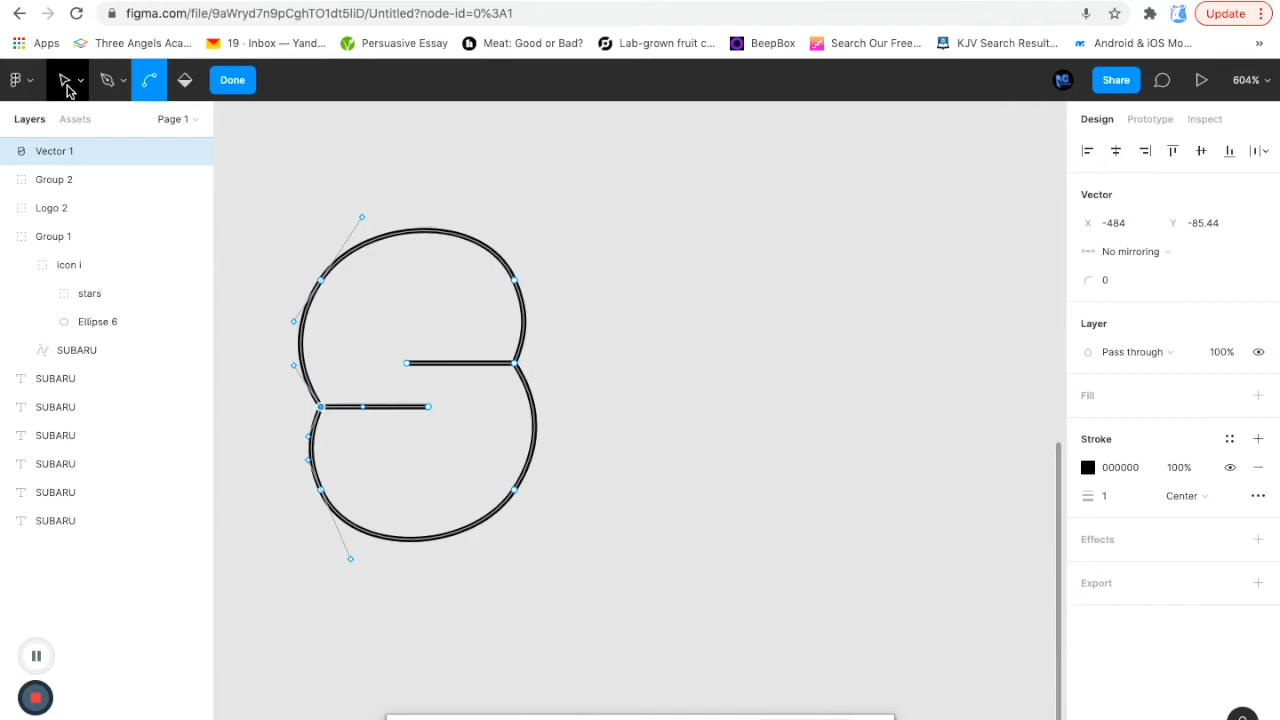 figma.com/file/9aWryd7n9pCghTO1dt5IiD/Untitled?node-id=0%3A1
Update
Apps
Three Angels Aca...
19 · Inbox — Yand...
Persuasive Essay
Meat: Good or Bad?
Lab-grown fruit c...
BeepBox
Search Our Free...
KJV Search Result...
Android & iOS Mo...
»
Done
Share
604%
Layers
Assets
Page 1
Design
Prototype
Inspect
Vector 1
Group 2
Logo 2
Group 1
icon i
stars
Ellipse 6
SUBARU
SUBARU
SUBARU
SUBARU
SUBARU
SUBARU
SUBARU
Vector
X -484 Y -85.44
No mirroring
0
Layer
Pass through 100%
Fill
Stroke
000000 100%
1 Center
Effects
Export